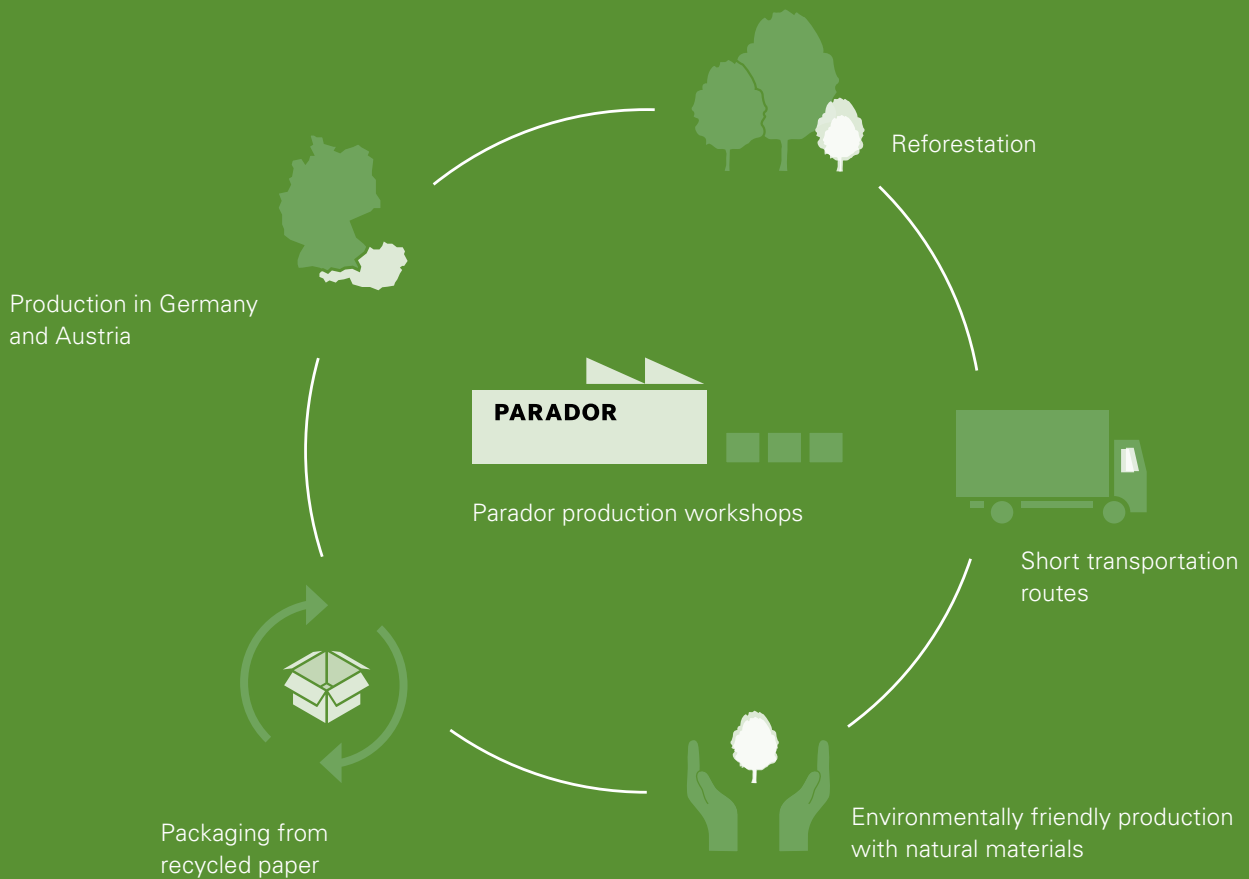 Reforestation
Production in Germany
and Austria
PARADOR
Parador production workshops
Short transportation
routes
Environmentally friendly production
with natural materials
Packaging from
recycled paper